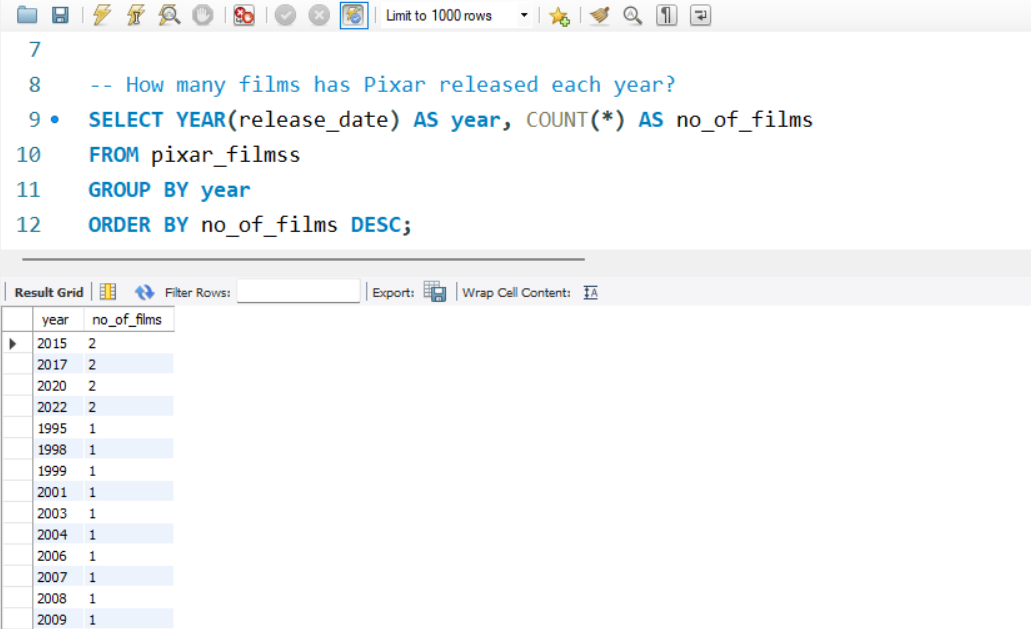 Limit to 1000 rows
7
8 -- How many films has Pixar released each year?
9 SELECT YEAR(release_date) AS year, COUNT(*) AS no_of_films
10 FROM pixar_filmss
11 GROUP BY year
12 ORDER BY no_of_films DESC;
Result Grid Filter Rows: Export: Wrap Cell Content: IA
year no_of_films
2015 2
2017 2
2020 2
2022 2
1995 1
1998 1
1999 1
2001 1
2003 1
2004 1
2006 1
2007 1
2008 1
2009 1